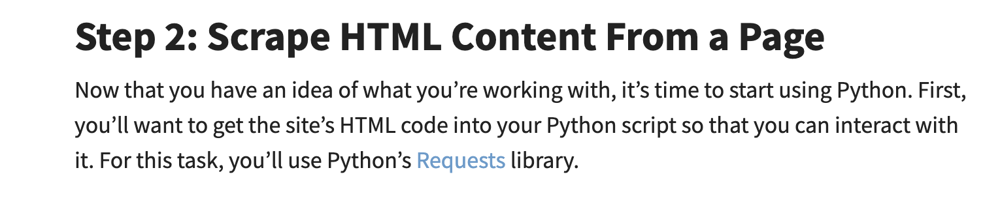 Step 2: Scrape HTML Content From a Page
Now that you have an idea of what you’re working with, it’s time to start using Python. First,
you’ll want to get the site’s HTML code into your Python script so that you can interact with
it. For this task, you’ll use Python’s Requests library.